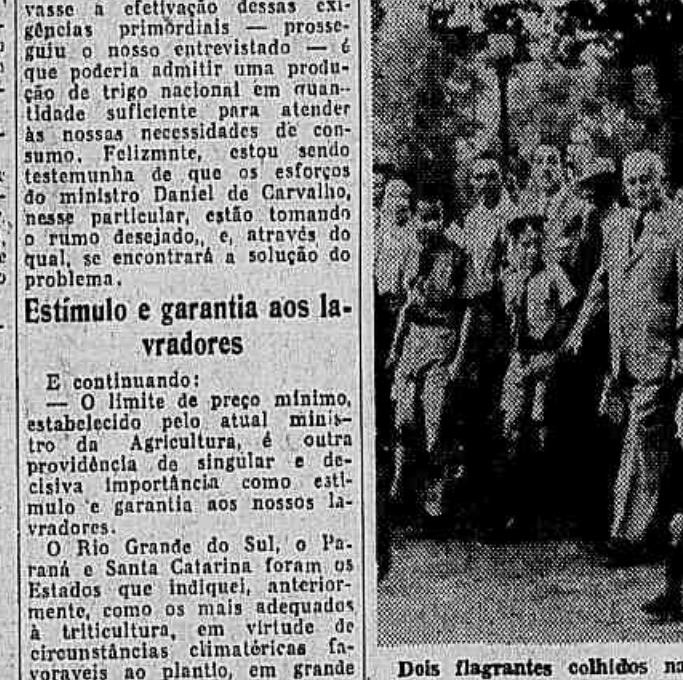 vasse à efetivação dessas exi-
gências primordiais — prosse-
guiu o nosso entrevistado — é
que poderia admitir uma produ-
ção de trigo nacional em quan-
tidade suficiente para atender
às nossas necessidades de con-
sumo. Felizmnte, estou sendo
testemunha de que os esforços
do ministro Daniel de Carvalho,
nesse particular, estão tomando
o rumo desejado,, e, através do
qual, se encontrará a solução do
problema.
Estímulo e garantia aos la-
vradores
E continuando:
— O limite de preço mínimo,
estabelecido pelo atual minis-
tro da Agricultura, é outra
providência de singular e de-
cisiva importância como estí-
mulo e garantia aos nossos la-
vradores.
O Rio Grande do Sul, o Pa-
raná e Santa Catarina foram os
Estados que indiquei, anterior-
mente, como os mais adequados
à triticultura, em virtude de
circunstâncias climatéricas fa-
voraveis ao plantio, em grande
Dois flagrantes colhidos na